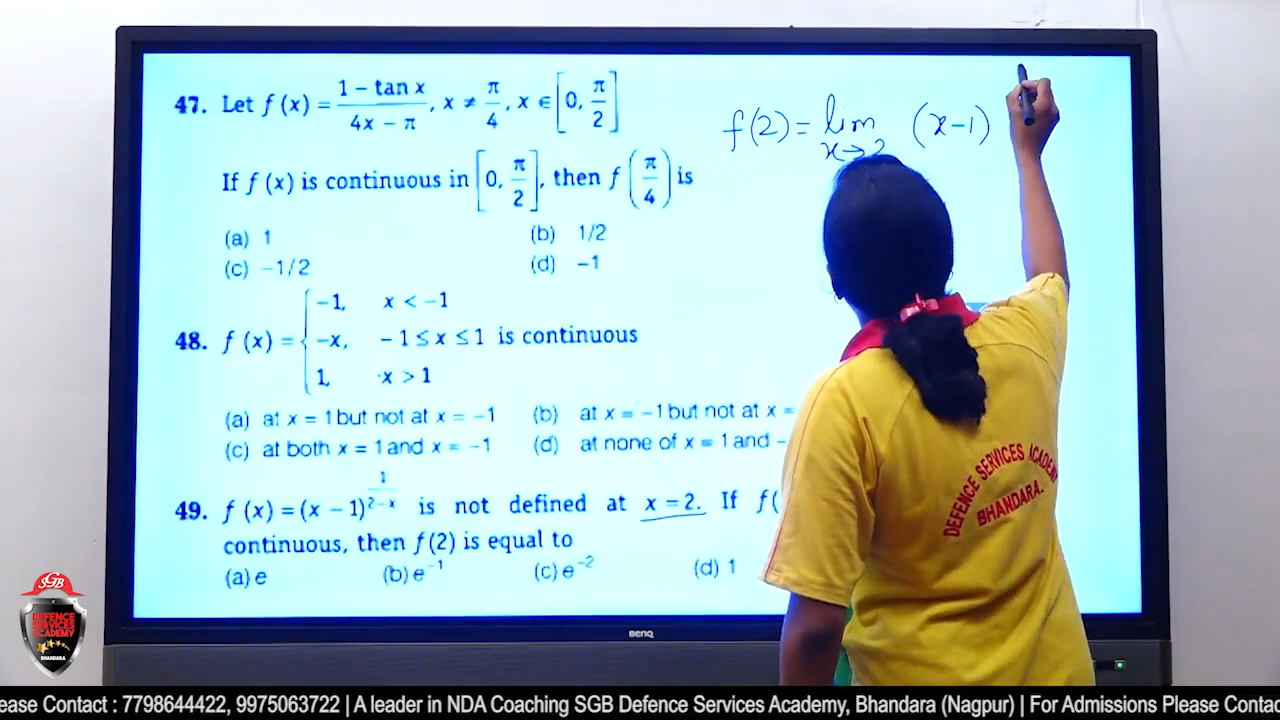 47. Let f (x) = (1 − tan x)/(4x − π), x ≠ π/4, x ∈ [0, π/2]
If f (x) is continuous in [0, π/2], then f (π/4) is
(a) 1 (b) 1/2
(c) −1/2 (d) −1
48. f (x) = { −1, x < −1
−x, − 1 ≤ x ≤ 1 is continuous
1, x > 1
(a) at x = 1 but not at x = −1 (b) at x = −1 but not at x =
(c) at both x = 1 and x = −1 (d) at none of x = 1 and −
49. f (x) = (x − 1)^(1/(2−x)) is not defined at x = 2. If f(
continuous, then f (2) is equal to
(a) e (b) e⁻¹ (c) e⁻² (d) 1
f(2) = lim x→2 (x−1)
BENQ
DEFENCE SERVICES ACADEMY
BHANDARA.
SGB
DEFENCE
SERVICES
ACADEMY
BHANDARA
ease Contact : 7798644422, 9975063722 | A leader in NDA Coaching SGB Defence Services Academy, Bhandara (Nagpur) | For Admissions Please Contac